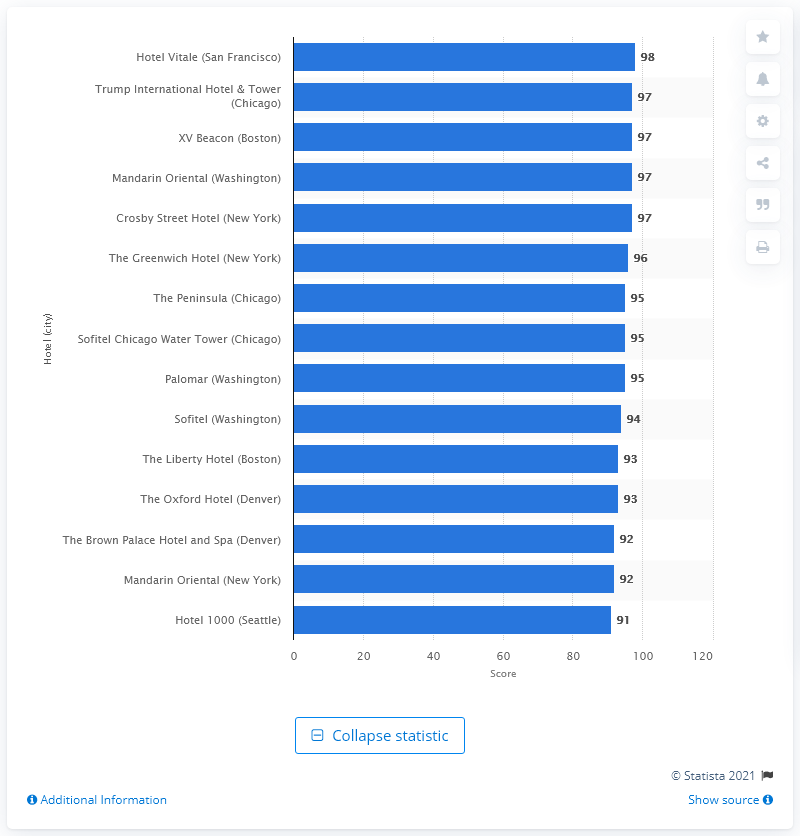 Hotel Vitale (San Francisco) 98
Trump International Hotel & Tower
(Chicago) 97
XV Beacon (Boston) 97
Mandarin Oriental (Washington) 97
Crosby Street Hotel (New York) 97
The Greenwich Hotel (New York) 96
The Peninsula (Chicago) 95
Sofitel Chicago Water Tower (Chicago) 95
Palomar (Washington) 95
Sofitel (Washington) 94
The Liberty Hotel (Boston) 93
The Oxford Hotel (Denver) 93
The Brown Palace Hotel and Spa (Denver) 92
Mandarin Oriental (New York) 92
Hotel 1000 (Seattle) 91
Hotel (city)
0 20 40 60 80 100 120
Score
Collapse statistic
© Statista 2021
Additional Information
Show source